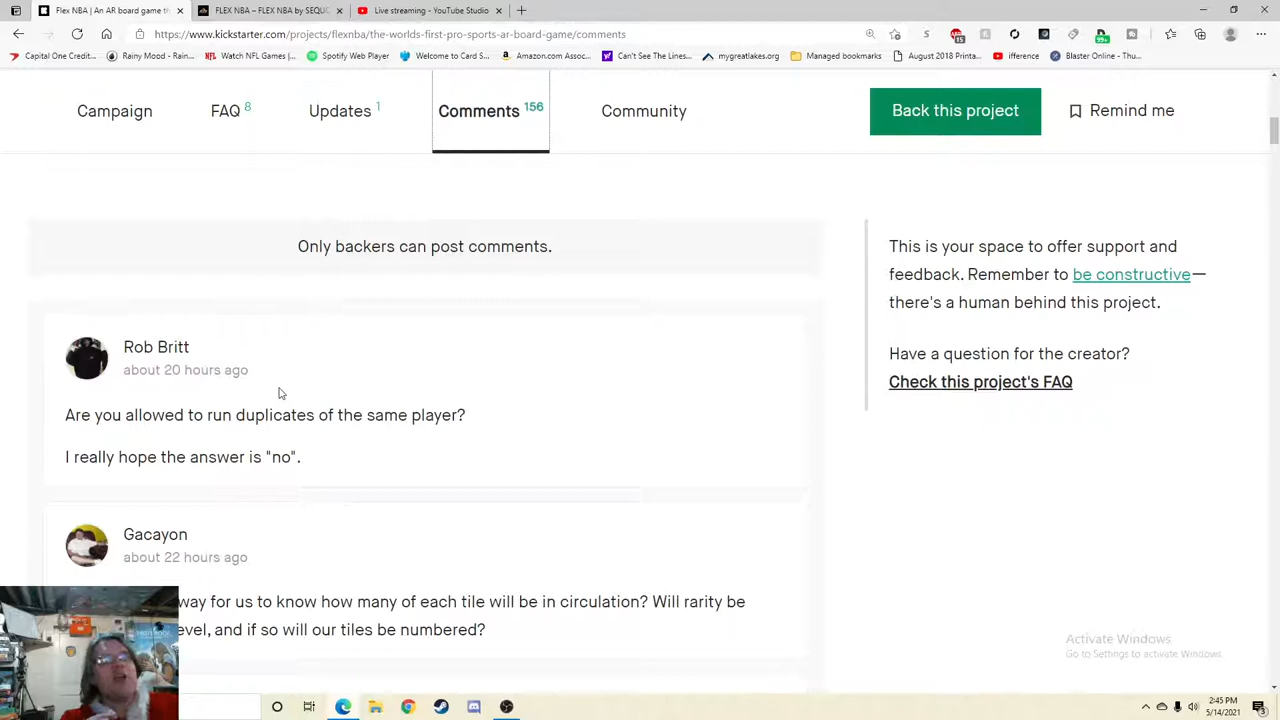 Flex NBA | An AR board game th
FLEX NBA – FLEX NBA by SEQUO
Live streaming - YouTube Studio
https://www.kickstarter.com/projects/flexnba/the-worlds-first-pro-sports-ar-board-game/comments
Capital One Credit...
Rainy Mood • Rain...
Watch NFL Games |...
Spotify Web Player
Welcome to Card S...
Amazon.com Assoc...
Can't See The Lines...
mygreatlakes.org
Managed bookmarks
August 2018 Printa...
ifference
Blaster Online - Thu...
Campaign
FAQ 8
Updates 1
Comments 156
Community
Back this project
Remind me
Only backers can post comments.
Rob Britt
about 20 hours ago
Are you allowed to run duplicates of the same player?
I really hope the answer is "no".
Gacayon
about 22 hours ago
way for us to know how many of each tile will be in circulation? Will rarity be
evel, and if so will our tiles be numbered?
This is your space to offer support and
feedback. Remember to be constructive—
there's a human behind this project.
Have a question for the creator?
Check this project's FAQ
Activate Windows
Go to Settings to activate Windows.
2:45 PM
5/14/2021